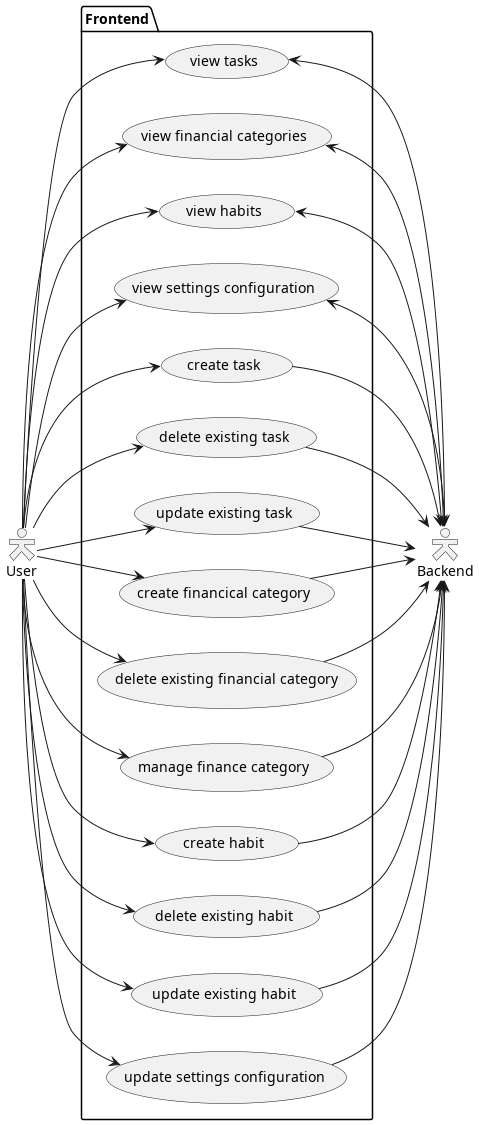 Frontend
view tasks
view financial categories
view habits
view settings configuration
create task
delete existing task
update existing task
User
Backend
create financical category
delete existing financial category
manage finance category
create habit
delete existing habit
update existing habit
update settings configuration